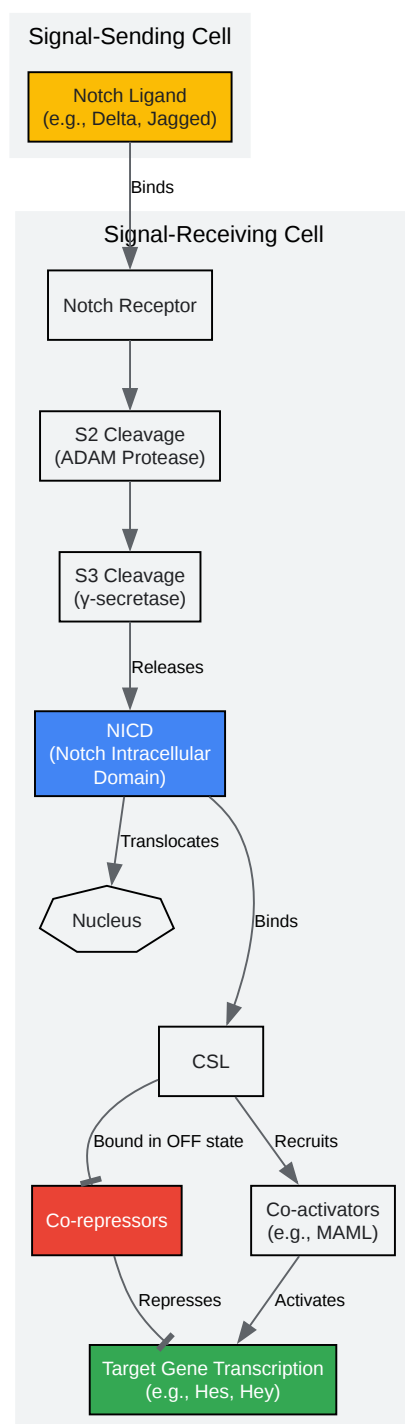 Signal-Sending Cell
Notch Ligand
(e.g., Delta, Jagged)
Binds
Signal-Receiving Cell
Notch Receptor
S2 Cleavage
(ADAM Protease)
S3 Cleavage
(γ-secretase)
Releases
NICD
(Notch Intracellular
Domain)
Translocates
Nucleus
Binds
CSL
Bound in OFF state
Recruits
Co-repressors
Co-activators
(e.g., MAML)
Represses
Activates
Target Gene Transcription
(e.g., Hes, Hey)